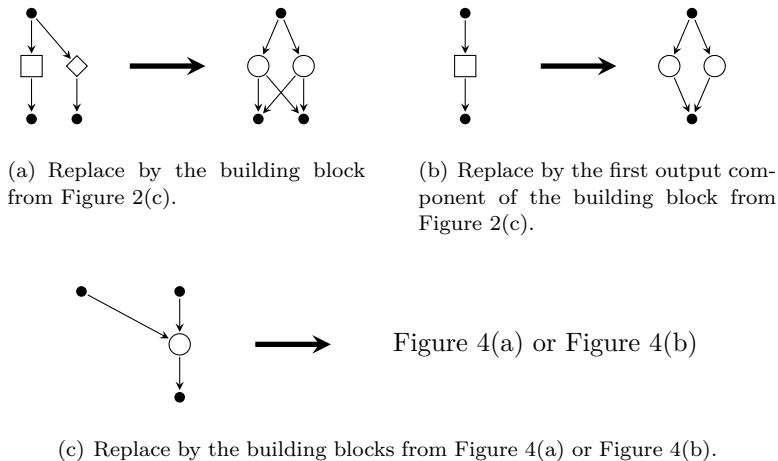 (a) Replace by the building block
from Figure 2(c).
(b) Replace by the first output com-
ponent of the building block from
Figure 2(c).
Figure 4(a) or Figure 4(b)
(c) Replace by the building blocks from Figure 4(a) or Figure 4(b).